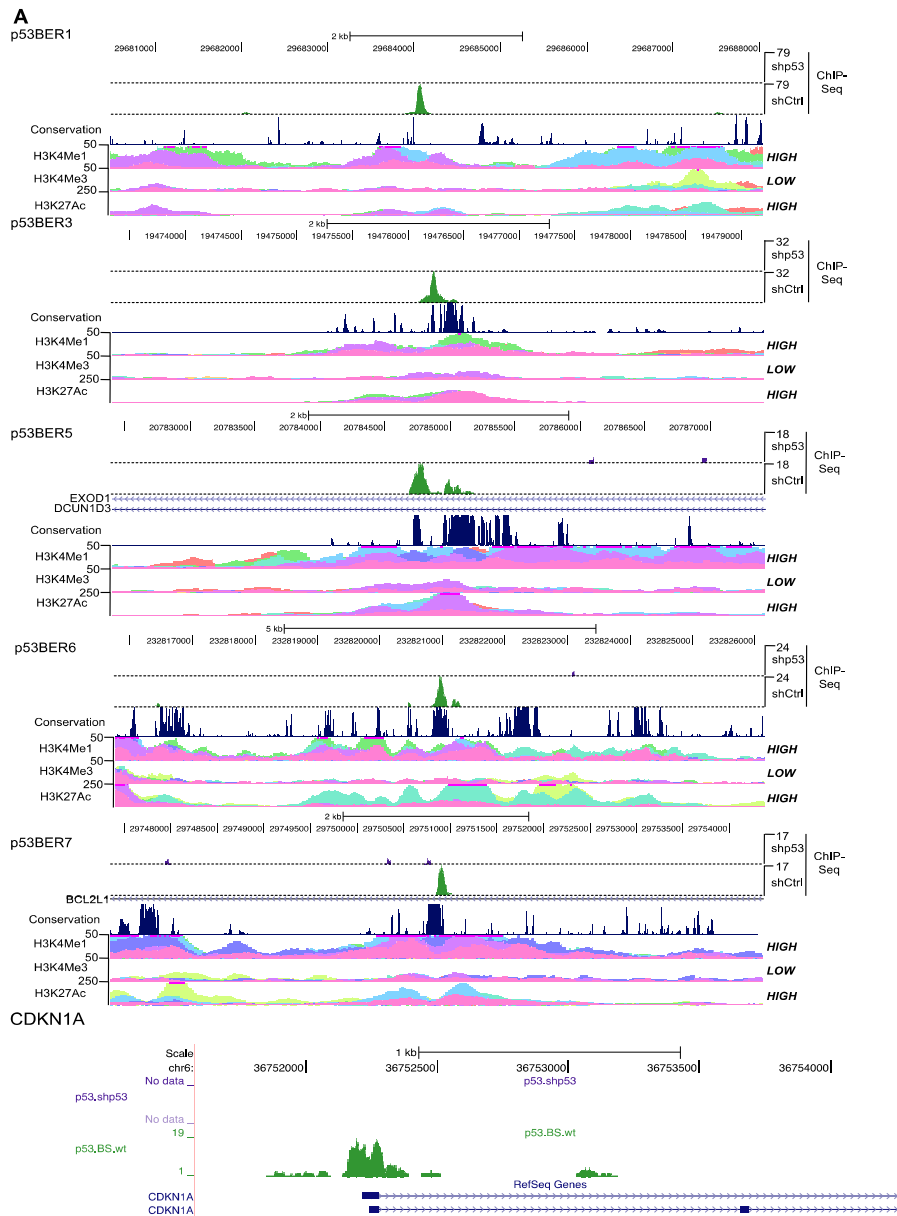 A
p53BER1
2 kb
29681000 29682000 29683000 29684000 29685000 29686000 29687000 29688000
79
shp53
79
shCtrl
ChIP-Seq
Conservation
50
H3K4Me1
HIGH
50
H3K4Me3
LOW
250
H3K27Ac
HIGH
p53BER3
2 kb
19474000 19474500 19475000 19475500 19476000 19476500 19477000 19477500 19478000 19478500 19479000
32
shp53
32
shCtrl
ChIP-Seq
Conservation
50
H3K4Me1
HIGH
50
H3K4Me3
LOW
250
H3K27Ac
HIGH
2 kb
p53BER5
20783000 20783500 20784000 20784500 20785000 20785500 20786000 20786500 20787000
18
shp53
18
shCtrl
ChIP-Seq
EXOD1
DCUN1D3
Conservation
50
H3K4Me1
HIGH
50
H3K4Me3
LOW
250
H3K27Ac
HIGH
5 kb
232817000 232818000 232819000 232820000 232821000 232822000 232823000 232824000 232825000 232826000
p53BER6
24
shp53
24
shCtrl
ChIP-Seq
Conservation
50
H3K4Me1
HIGH
50
H3K4Me3
LOW
250
H3K27Ac
HIGH
2 kb
29748000 29748500 29749000 29749500 29750000 29750500 29751000 29751500 29752000 29752500 29753000 29753500 29754000
p53BER7
17
shp53
17
shCtrl
ChIP-Seq
BCL2L1
Conservation
50
H3K4Me1
HIGH
50
H3K4Me3
LOW
250
H3K27Ac
HIGH
CDKN1A
Scale 1 kb
chr6: 36752000 36752500 36753000 36753500 36754000
No data p53.shp53
p53.shp53
No data
19 p53.BS.wt
p53.BS.wt
1
RefSeq Genes
CDKN1A
CDKN1A